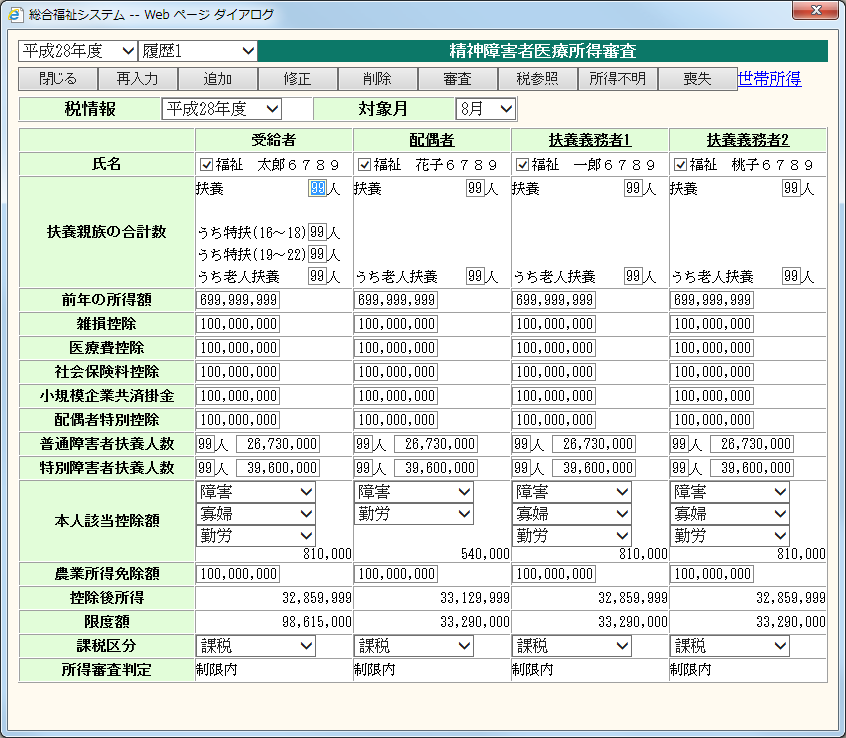 総合福祉システム -- Web ページ ダイアログ
平成28年度 履歴1 精神障害者医療所得審査
閉じる 再入力 追加 修正 削除 審査 税参照 所得不明 喪失 世帯所得
税情報 平成28年度 対象月 8月
受給者 配偶者 扶養義務者1 扶養義務者2
氏名 福祉 太郎6789 福祉 花子6789 福祉 一郎6789 福祉 桃子6789
扶養 99人 扶養 99人 扶養 99人 扶養 99人
扶養親族の合計数
うち特扶(16~18)99人
うち特扶(19~22)99人
うち老人扶養 99人 うち老人扶養 99人 うち老人扶養 99人 うち老人扶養 99人
前年の所得額 699,999,999 699,999,999 699,999,999 699,999,999
雑損控除 100,000,000 100,000,000 100,000,000 100,000,000
医療費控除 100,000,000 100,000,000 100,000,000 100,000,000
社会保険料控除 100,000,000 100,000,000 100,000,000 100,000,000
小規模企業共済掛金 100,000,000 100,000,000 100,000,000 100,000,000
配偶者特別控除 100,000,000 100,000,000 100,000,000 100,000,000
普通障害者扶養人数 99人 26,730,000 99人 26,730,000 99人 26,730,000 99人 26,730,000
特別障害者扶養人数 99人 39,600,000 99人 39,600,000 99人 39,600,000 99人 39,600,000
障害 障害 障害 障害
本人該当控除額 寡婦 勤労 寡婦 寡婦
勤労 勤労 勤労
810,000 540,000 810,000 810,000
農業所得免除額 100,000,000 100,000,000 100,000,000 100,000,000
控除後所得 32,859,999 33,129,999 32,859,999 32,859,999
限度額 98,615,000 33,290,000 33,290,000 33,290,000
課税区分 課税 課税 課税 課税
所得審査判定 制限内 制限内 制限内 制限内